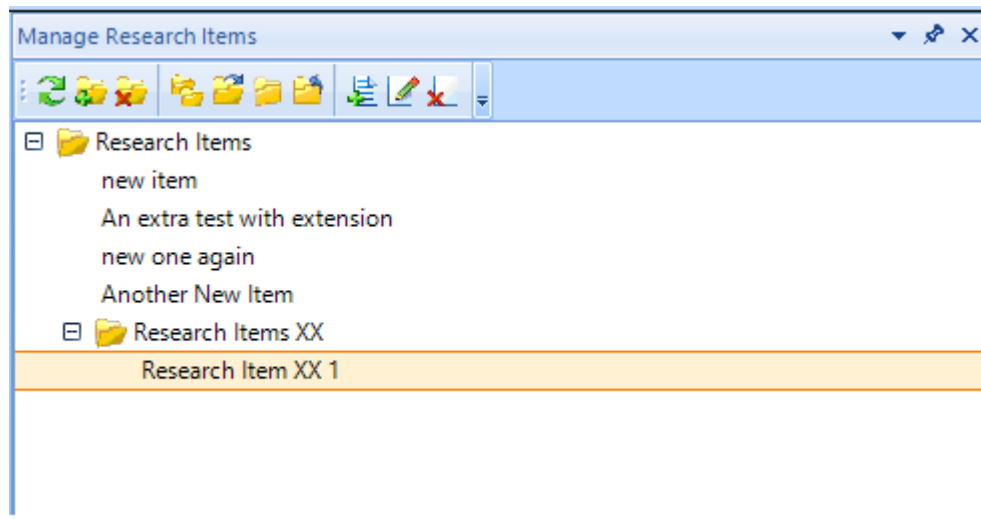 Manage Research Items
Research Items
new item
An extra test with extension
new one again
Another New Item
Research Items XX
Research Item XX 1